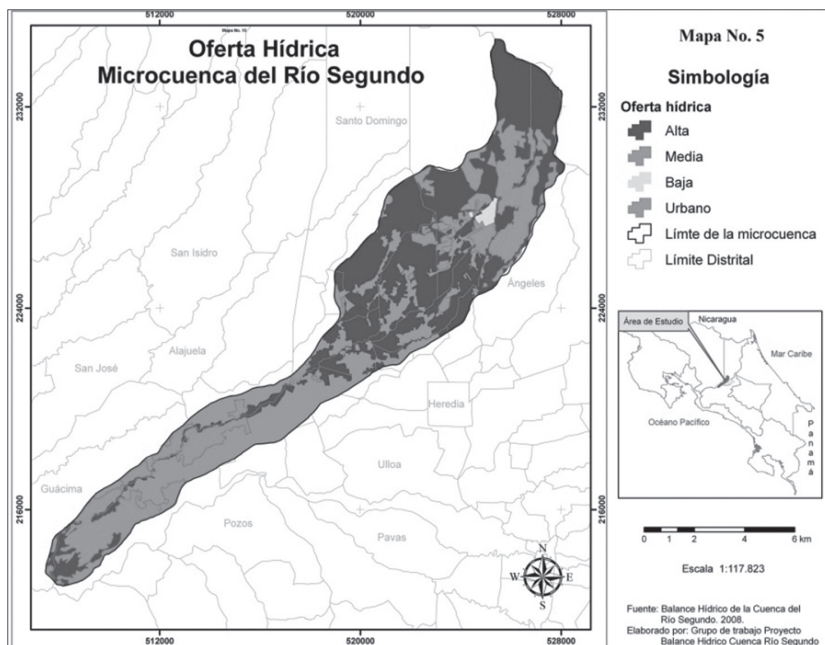 512000
520000
528000
Mapa No. 10
Oferta Hídrica
Microcuenca del Río Segundo
232000
224000
216000
232000
224000
216000
Santo Domingo
San Isidro
Ángeles
Alajuela
San José
Heredia
Ulloa
Guácima
Pozos
Pavas
N
W
E
S
512000
520000
528000
Mapa No. 5
Simbología
Oferta hídrica
Alta
Media
Baja
Urbano
Límte de la microcuenca
Límite Distrital
Área de Estudio
Nicaragua
Mar Caribe
Océano Pacífico
Panamá
0 1 2 4 6 km
Escala 1:117.823
Fuente: Balance Hídrico de la Cuenca del
Río Segundo. 2008.
Elaborado por: Grupo de trabajo Proyecto
Balance Hídrico Cuenca Río Segundo